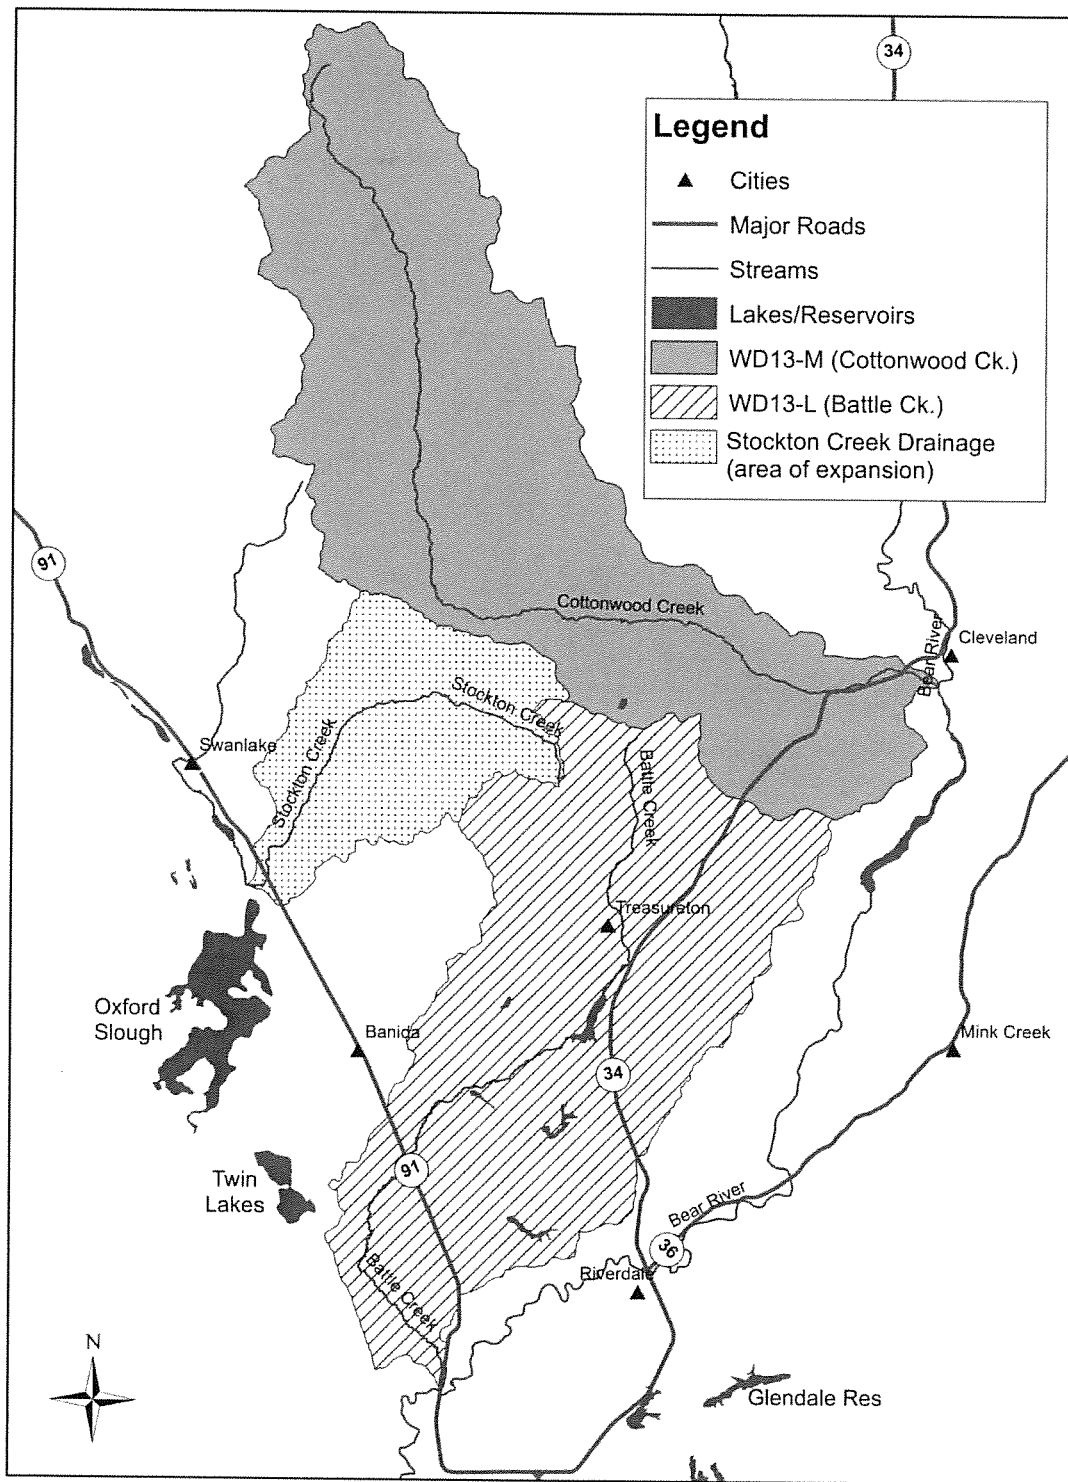 34
Legend
Cities
Major Roads
Streams
Lakes/Reservoirs
WD13-M (Cottonwood Ck.)
WD13-L (Battle Ck.)
Stockton Creek Drainage
(area of expansion)
91
Cottonwood Creek
Bear River
Cleveland
Stockton Creek
Stockton Creek
Swanlake
Battle Creek
Treasureton
Oxford
Slough
Banida
Mink Creek
34
91
Twin
Lakes
Bear River
36
Riverdale
Battle Creek
N
Glendale Res